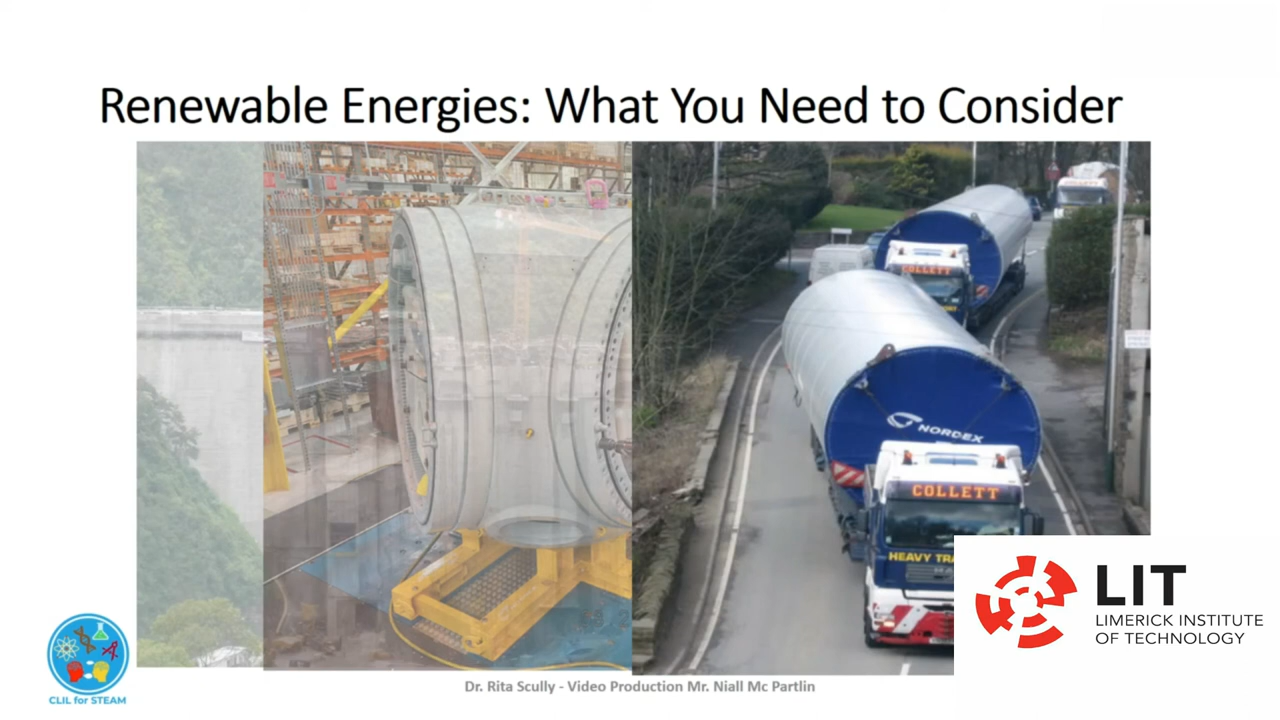 Renewable Energies: What You Need to Consider
COLLETT
COLLETT
NORDEX
COLLETT
HEAVY TRA
LIT
LIMERICK INSTITUTE
OF TECHNOLOGY
CLIL for STEAM
Dr. Rita Scully - Video Production Mr. Niall Mc Partlin